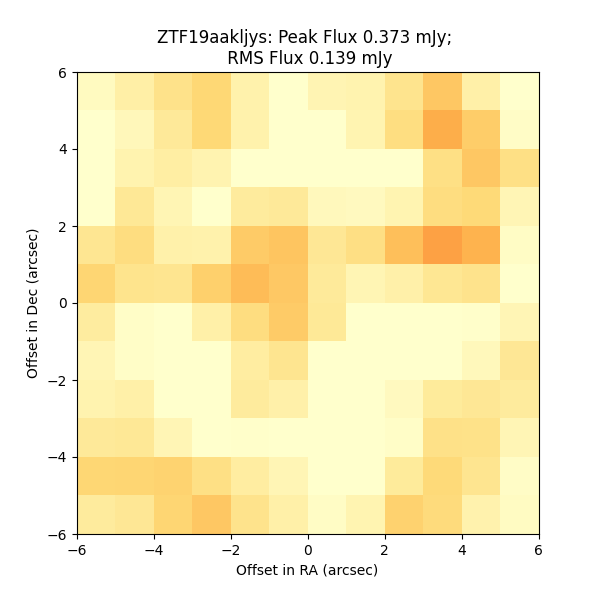 ZTF19aakljys: Peak Flux 0.373 mJy;
RMS Flux 0.139 mJy
6
4
2
0
−2
−4
−6
Offset in Dec (arcsec)
−6 −4 −2 0 2 4 6
Offset in RA (arcsec)